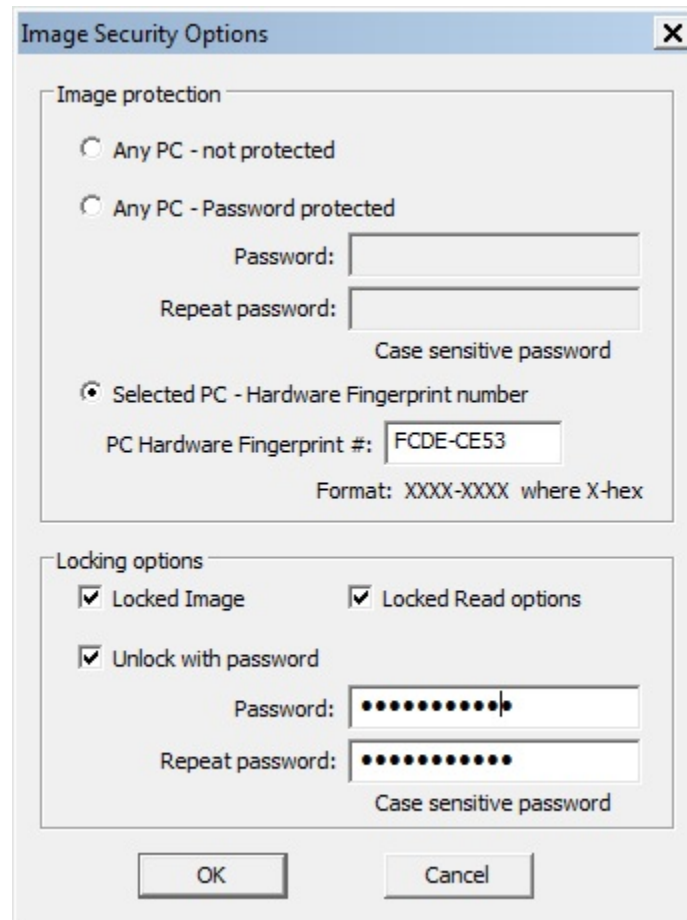 Image Security Options
Image protection
Any PC - not protected
Any PC - Password protected
Password:
Repeat password:
Case sensitive password
Selected PC - Hardware Fingerprint number
PC Hardware Fingerprint #: FCDE-CE53
Format: XXXX-XXXX where X-hex
Locking options
Locked Image Locked Read options
Unlock with password
Password: ●●●●●●●●●●●
Repeat password: ●●●●●●●●●●●
Case sensitive password
OK Cancel